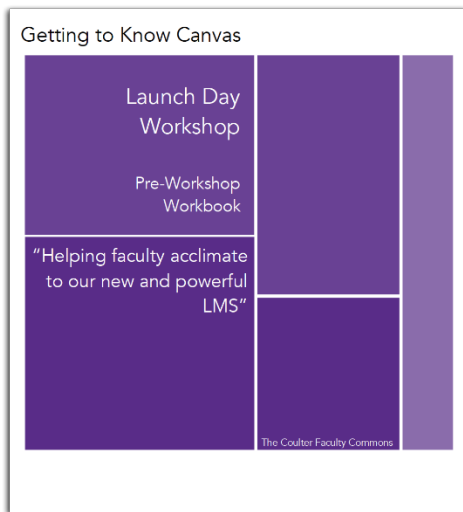 Getting to Know Canvas
Launch Day
Workshop
Pre-Workshop
Workbook
“Helping faculty acclimate
to our new and powerful
LMS”
The Coulter Faculty Commons